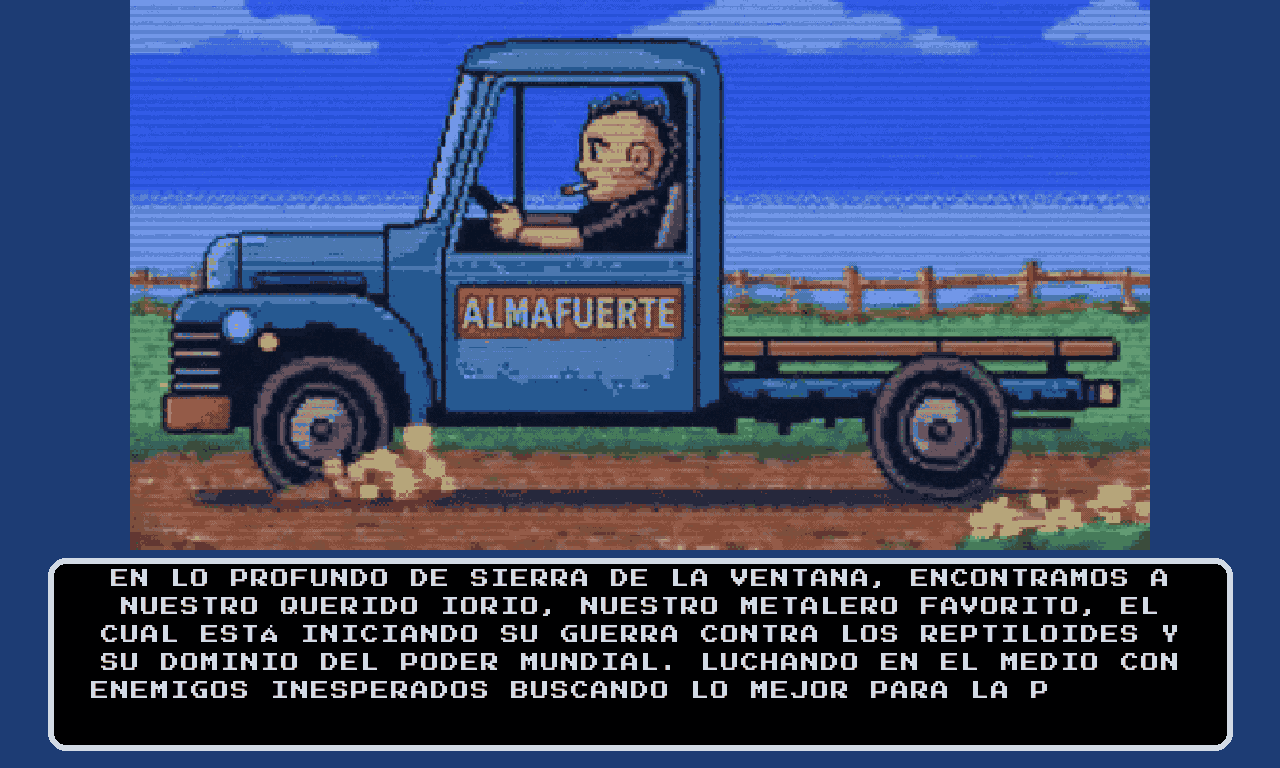 ALMAFUERTE
EN LO PROFUNDO DE SIERRA DE LA VENTANA, ENCONTRAMOS A
NUESTRO QUERIDO IORIO, NUESTRO METALERO FAVORITO, EL
CUAL ESTá INICIANDO SU GUERRA CONTRA LOS REPTILOIDES Y
SU DOMINIO DEL PODER MUNDIAL. LUCHANDO EN EL MEDIO CON
ENEMIGOS INESPERADOS BUSCANDO LO MEJOR PARA LA P